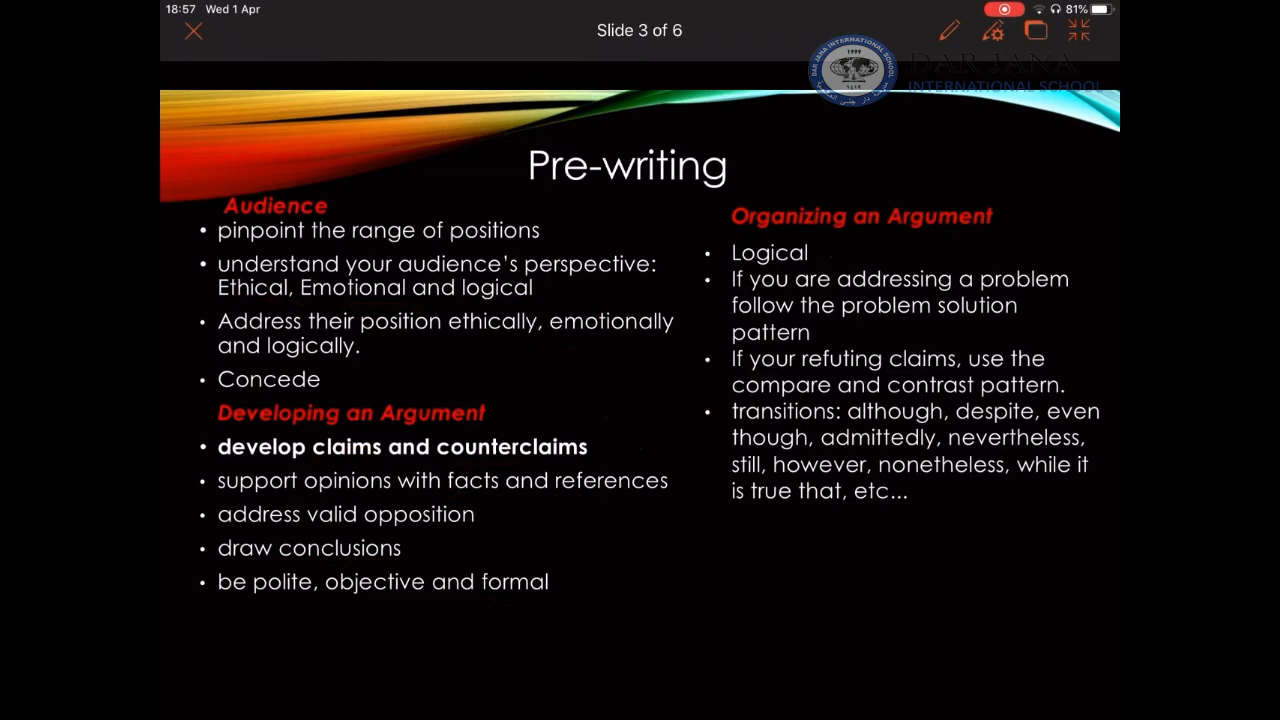 18:57 Wed 1 Apr
81%
Slide 3 of 6
DAR JANA
INTERNATIONAL SCHOOL
DAR JANA INTERNATIONAL SCHOOL
1999
Pre-writing
Audience
• pinpoint the range of positions
• understand your audience's perspective:
Ethical, Emotional and logical
• Address their position ethically, emotionally
and logically.
• Concede
Developing an Argument
• develop claims and counterclaims
• support opinions with facts and references
• address valid opposition
• draw conclusions
• be polite, objective and formal
Organizing an Argument
• Logical
• If you are addressing a problem
follow the problem solution
pattern
• If your refuting claims, use the
compare and contrast pattern.
• transitions: although, despite, even
though, admittedly, nevertheless,
still, however, nonetheless, while it
is true that, etc...